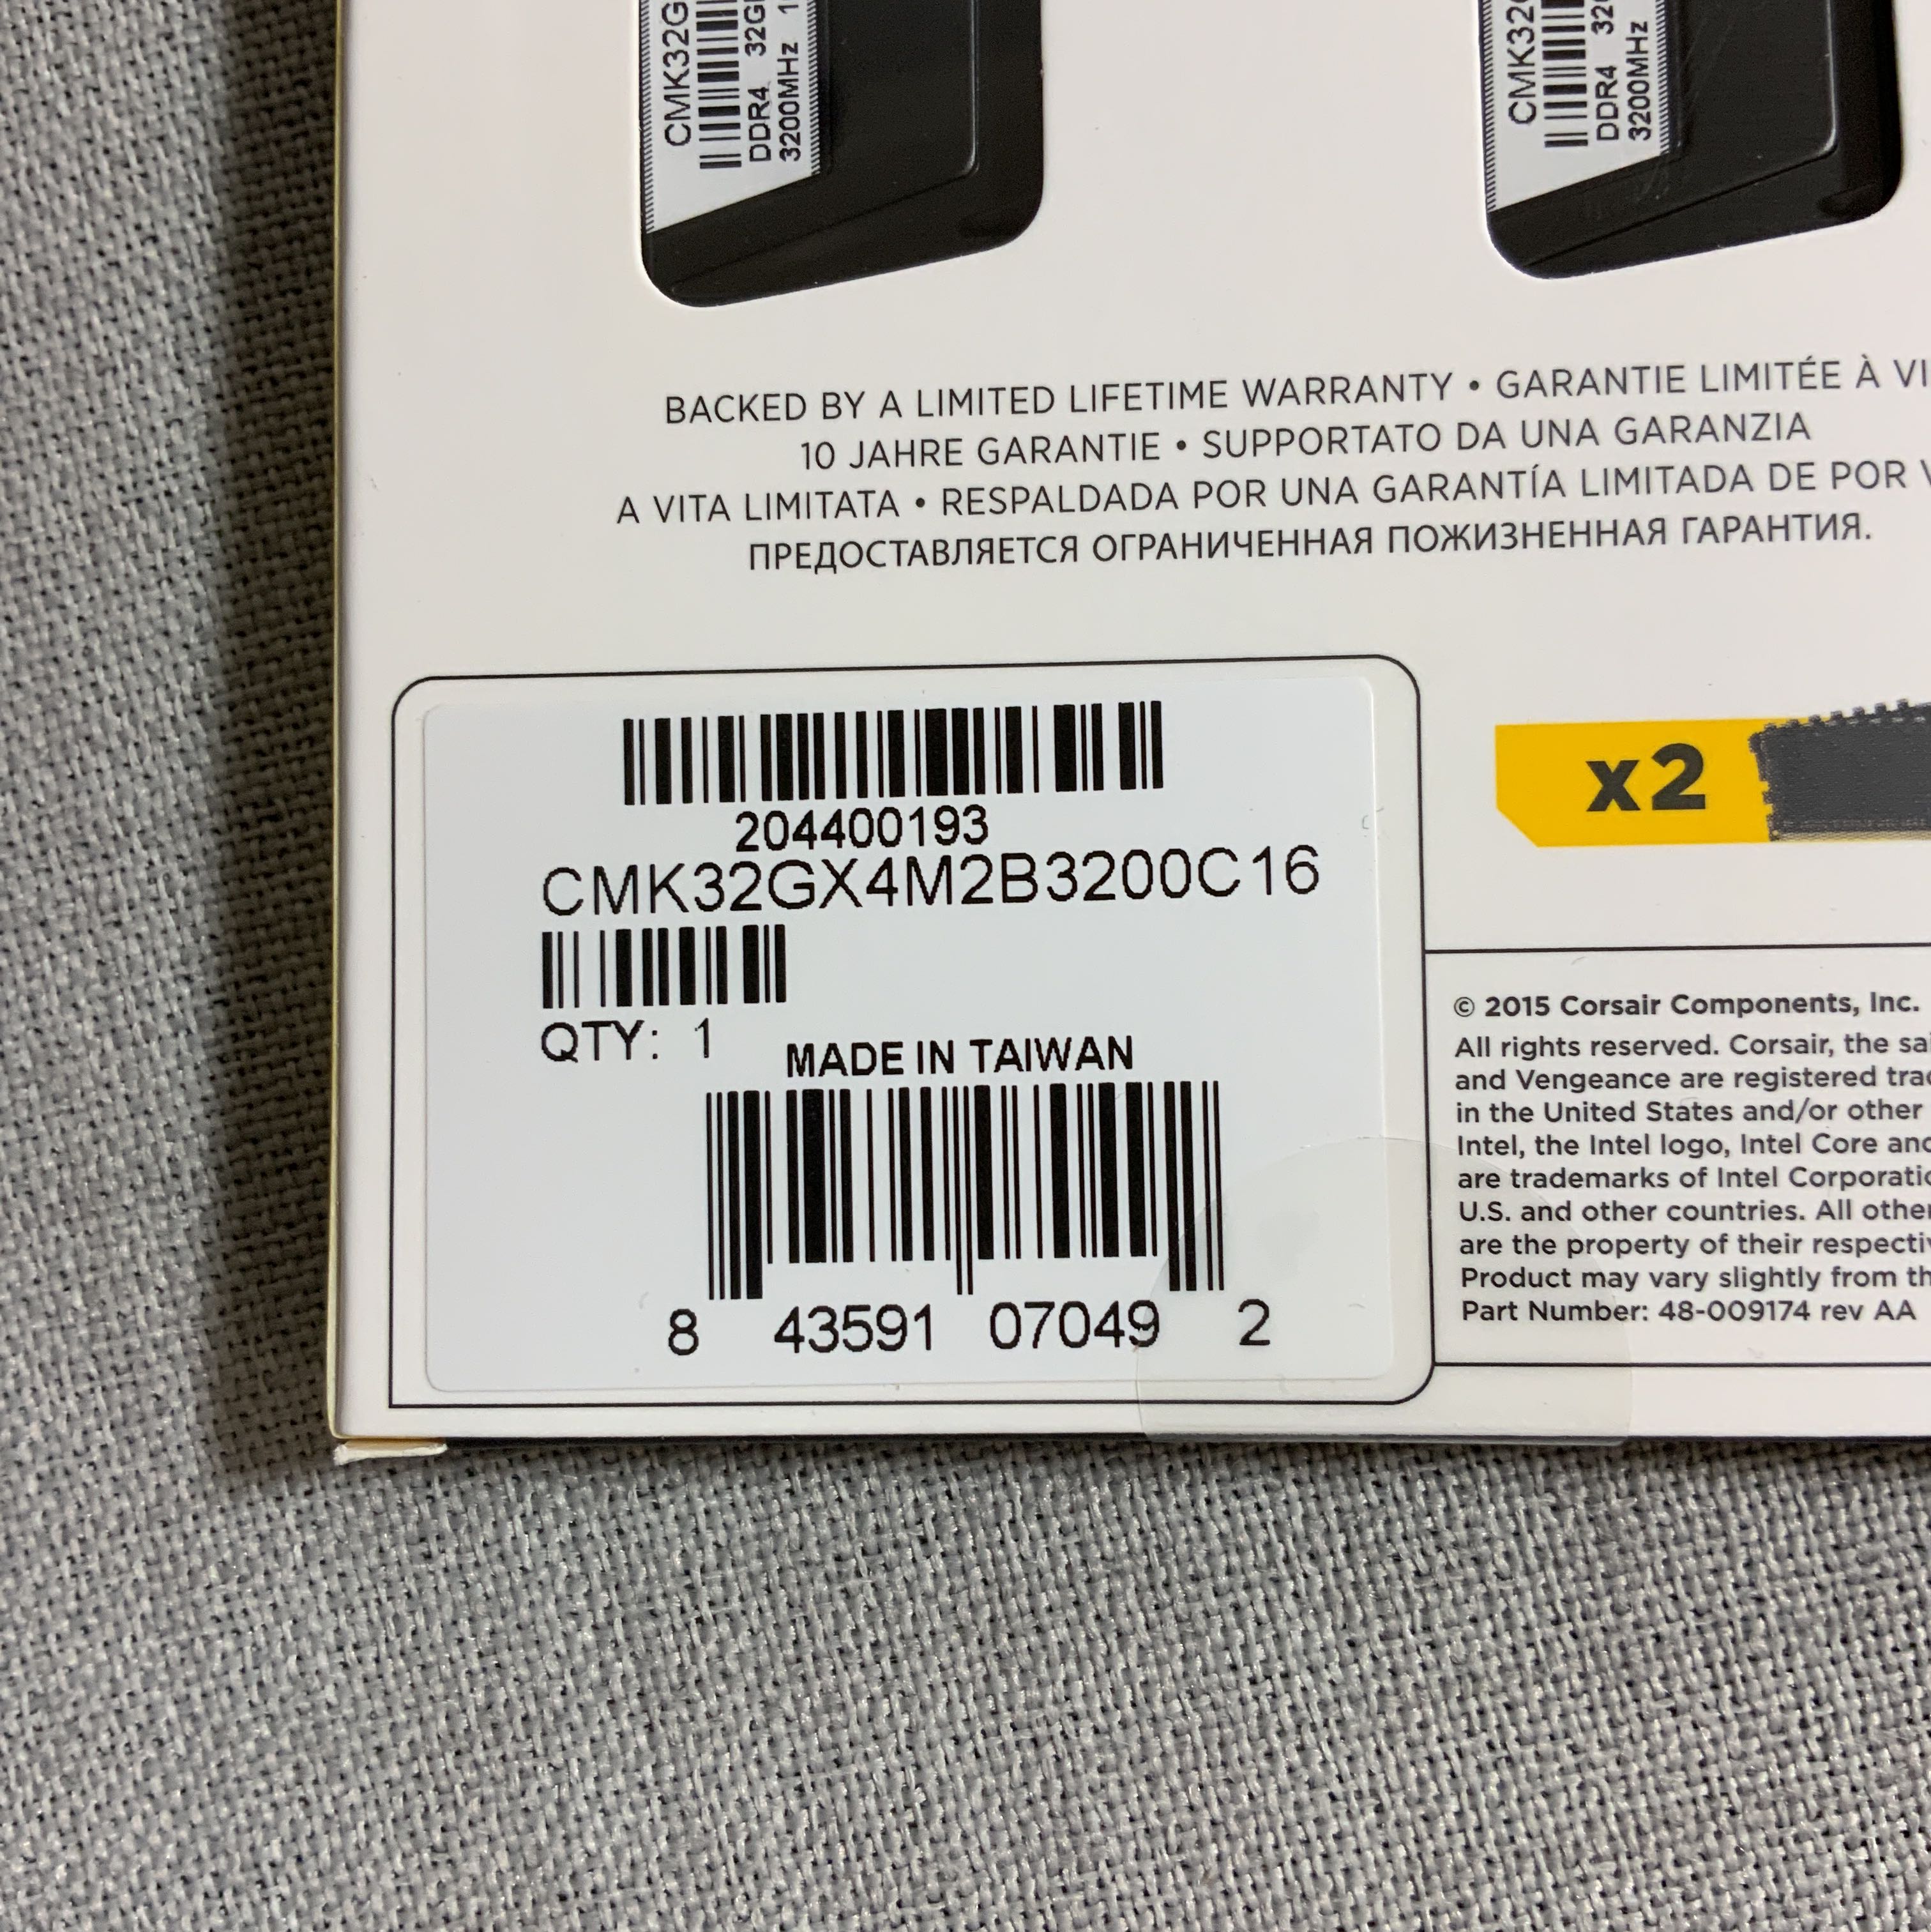 CMK32G
DDR4 32G
3200MHz 1
CMK32
DDR4 32
3200MHz
BACKED BY A LIMITED LIFETIME WARRANTY • GARANTIE LIMITÉE À VI
10 JAHRE GARANTIE • SUPPORTATO DA UNA GARANZIA
A VITA LIMITATA • RESPALDADA POR UNA GARANTÍA LIMITADA DE POR V
ПРЕДОСТАВЛЯЕТСЯ ОГРАНИЧЕННАЯ ПОЖИЗНЕННАЯ ГАРАНТИЯ.
204400193
CMK32GX4M2B3200C16
QTY: 1
MADE IN TAIWAN
8 43591 07049 2
x2
© 2015 Corsair Components, Inc.
All rights reserved. Corsair, the sai
and Vengeance are registered trad
in the United States and/or other
Intel, the Intel logo, Intel Core and
are trademarks of Intel Corporatio
U.S. and other countries. All other
are the property of their respectiv
Product may vary slightly from th
Part Number: 48-009174 rev AA